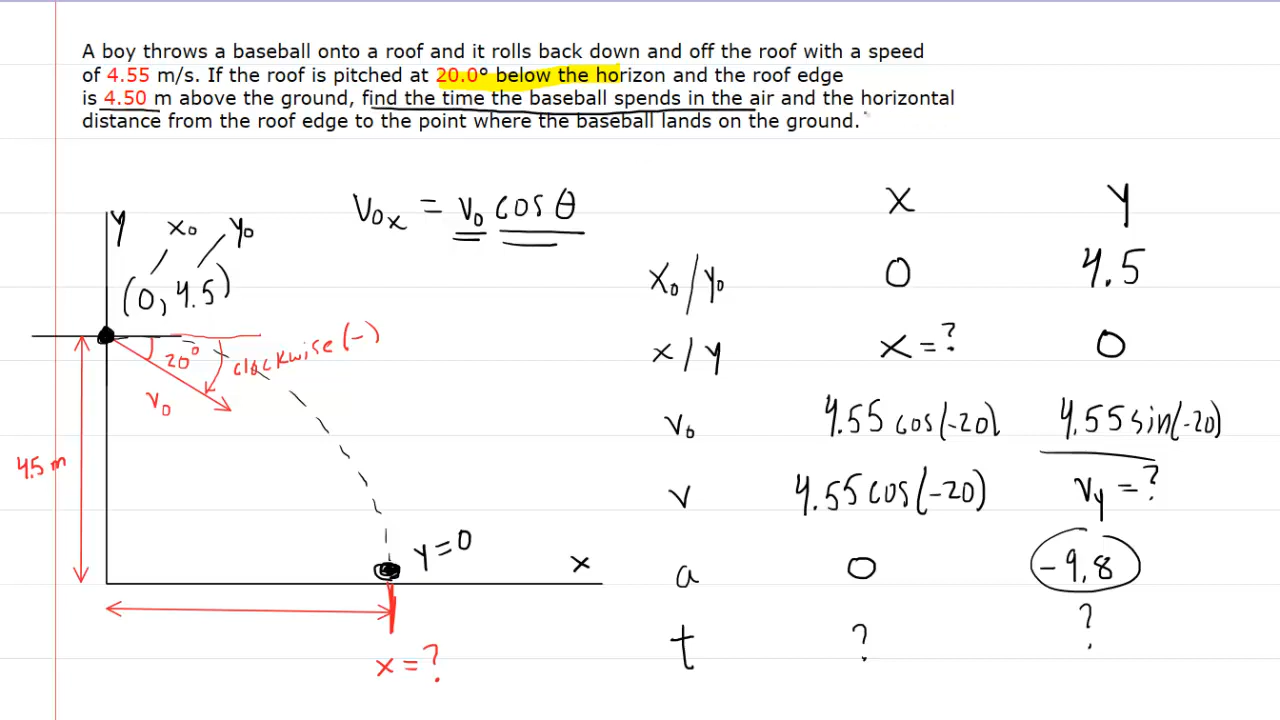 A boy throws a baseball onto a roof and it rolls back down and off the roof with a speed
of 4.55 m/s. If the roof is pitched at 20.0° below the horizon and the roof edge
is 4.50 m above the ground, find the time the baseball spends in the air and the horizontal
distance from the roof edge to the point where the baseball lands on the ground.
V₀ₓ = v₀ cos θ
x y
y x₀ y₀
(0, 4.5)
x₀/y₀ 0 4.5
20° clockwise (-)
x/y x = ? 0
v₀
v₀ 4.55 cos(-20) 4.55 sin(-20)
4.5 m
v 4.55 cos(-20) vy = ?
y = 0 x
a 0 -9.8
t ? ?
x = ?